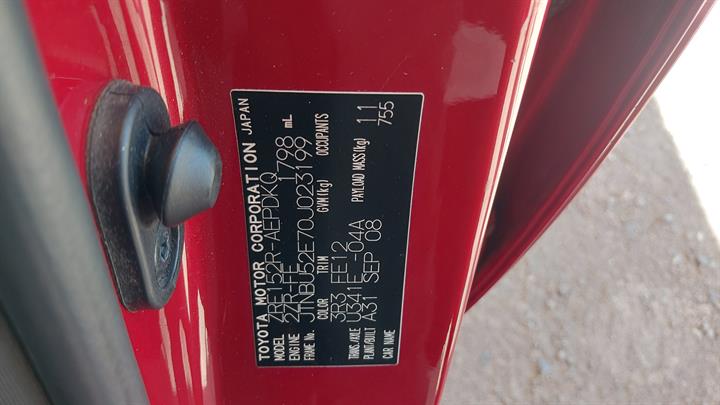 TOYOTA MOTOR CORPORATION JAPAN
MODEL ZRE152R-AEPDKQ
ENGINE 2ZR-FE 1798 mL
FRAME No. JTNBU52E70J023199
COLOR TRIM GVM(kg) OCCUPANTS
3R3 FE12
TRANS./AXLE U341E -04A PAYLOAD MASS(kg) 11
PLANT/BUILT A31 SEP 08 755
CAR NAME